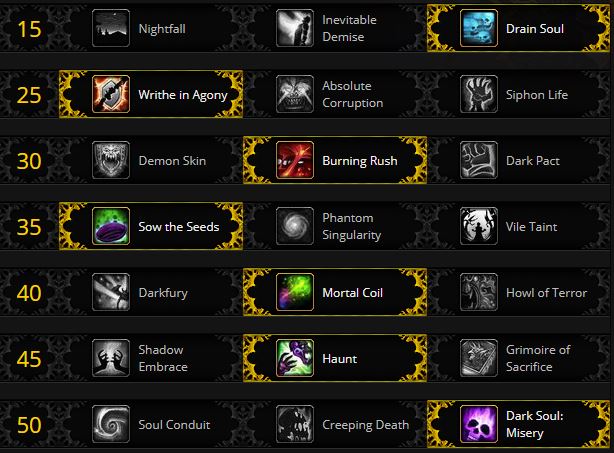 15 Nightfall Inevitable Demise Drain Soul
25 Writhe in Agony Absolute Corruption Siphon Life
30 Demon Skin Burning Rush Dark Pact
35 Sow the Seeds Phantom Singularity Vile Taint
40 Darkfury Mortal Coil Howl of Terror
45 Shadow Embrace Haunt Grimoire of Sacrifice
50 Soul Conduit Creeping Death Dark Soul: Misery